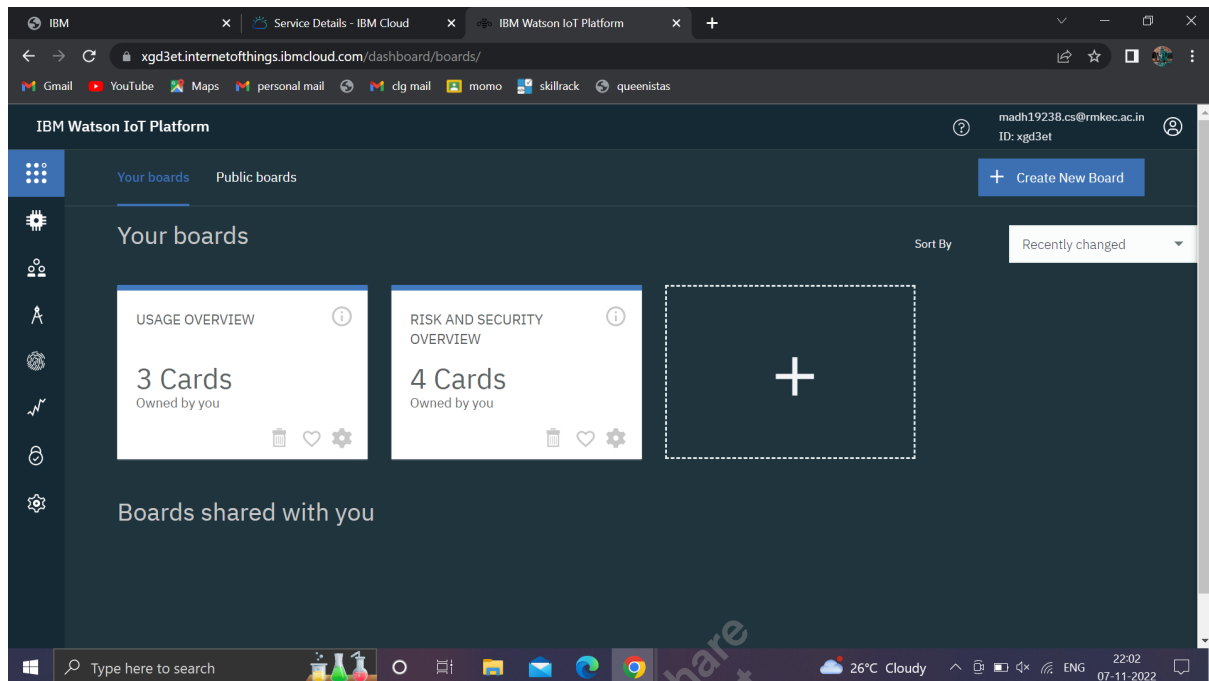 IBM
Service Details - IBM Cloud
IBM Watson IoT Platform
xgd3et.internetofthings.ibmcloud.com/dashboard/boards/
Gmail YouTube Maps personal mail clg mail momo skillrack queenistas
IBM Watson IoT Platform
madh19238.cs@rmkec.ac.in
ID: xgd3et
Your boards Public boards
+ Create New Board
Your boards
Sort By Recently changed
USAGE OVERVIEW
3 Cards
Owned by you
RISK AND SECURITY
OVERVIEW
4 Cards
Owned by you
Boards shared with you
Type here to search
26°C Cloudy
ENG
22:02
07-11-2022